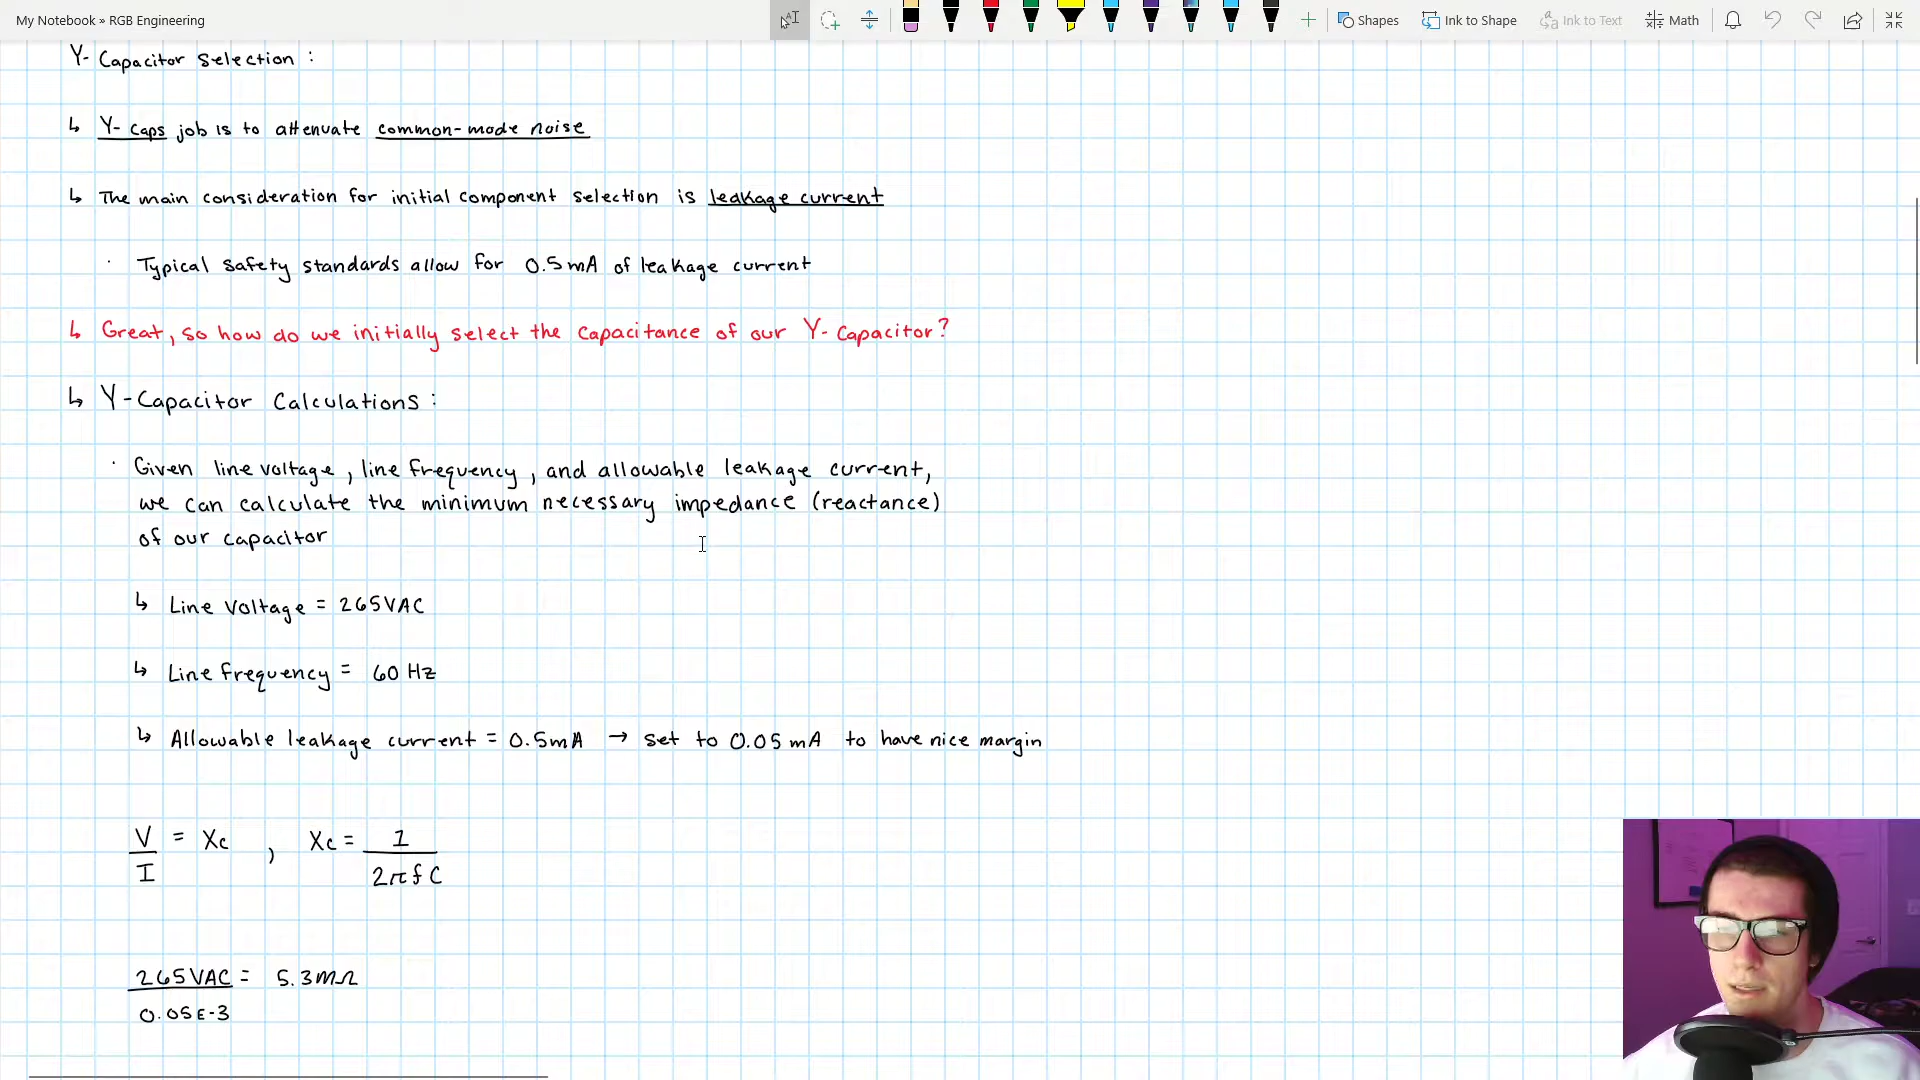 My Notebook » RGB Engineering
Shapes
Ink to Shape
Ink to Text
Math
Y-Capacitor Selection:
↳ Y-Caps job is to attenuate common-mode noise
↳ The main consideration for initial component selection is leakage current
· Typical safety standards allow for 0.5mA of leakage current
↳ Great, so how do we initially select the capacitance of our Y-Capacitor?
↳ Y-Capacitor Calculations:
· Given line voltage, line frequency, and allowable leakage current,
we can calculate the minimum necessary impedance (reactance)
of our capacitor
↳ Line Voltage = 265VAC
↳ Line frequency = 60 Hz
↳ Allowable leakage current = 0.5mA → set to 0.05mA to have nice margin
V/I = Xc , Xc = 1/2πfC
265VAC = 5.3mΩ
0.05E-3